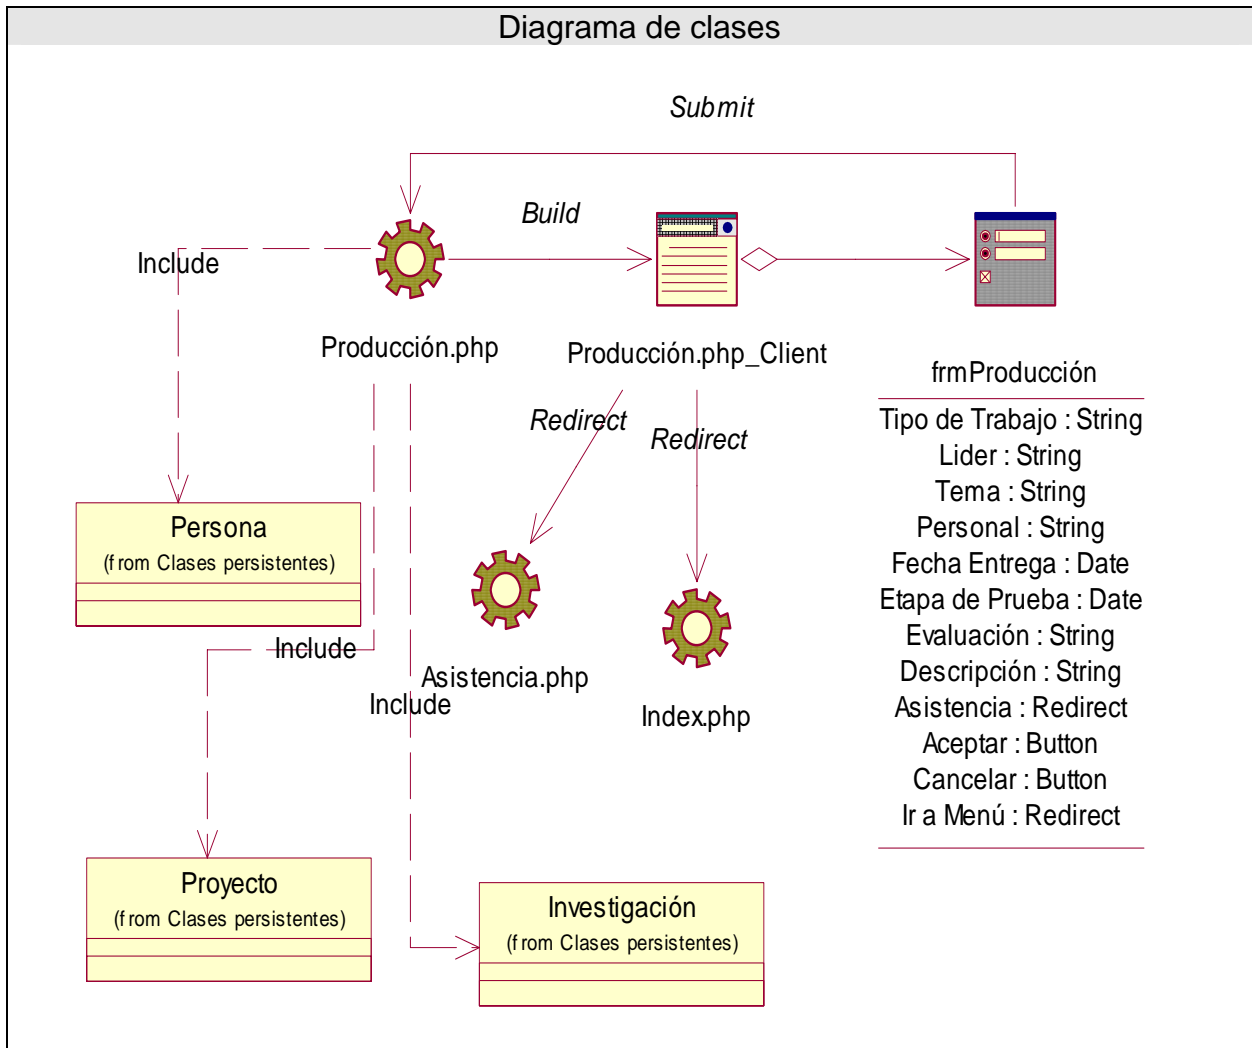 Diagrama de clases
Submit
Build
Include
Producción.php
Producción.php_Client
frmProducción
Tipo de Trabajo : String
Lider : String
Tema : String
Personal : String
Fecha Entrega : Date
Etapa de Prueba : Date
Evaluación : String
Descripción : String
Asistencia : Redirect
Aceptar : Button
Cancelar : Button
Ir a Menú : Redirect
Redirect
Redirect
Persona
(from Clases persistentes)
Include
Asistencia.php
Include
Index.php
Proyecto
(from Clases persistentes)
Investigación
(from Clases persistentes)